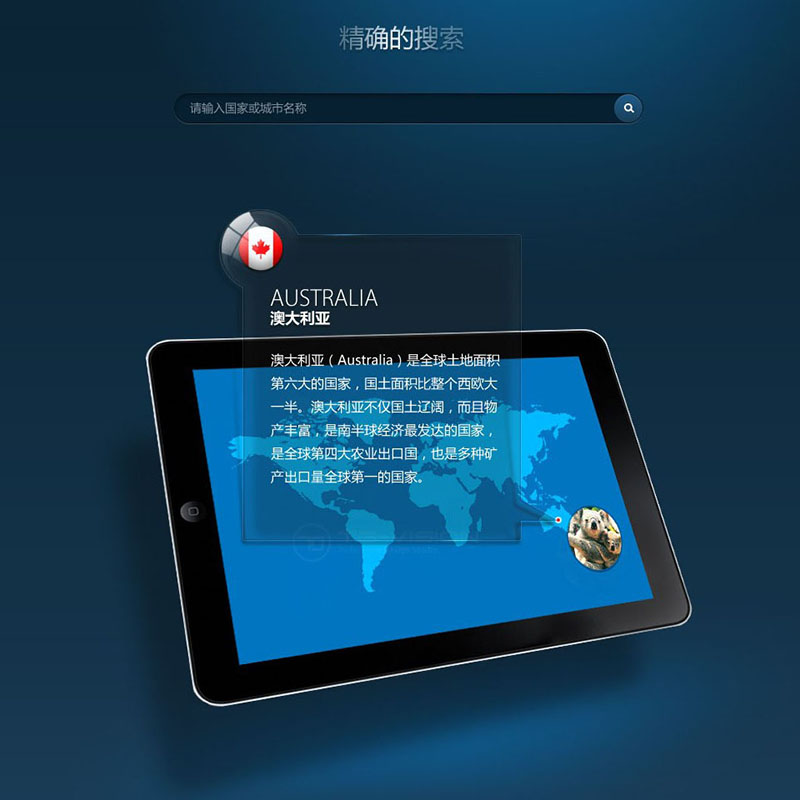 精确的搜索
请输入国家或城市名称
AUSTRALIA
澳大利亚
澳大利亚（Australia）是全球土地面积
第六大的国家，国土面积比整个西欧大
一半。澳大利亚不仅国土辽阔，而且物
产丰富，是南半球经济最发达的国家，
是全球第四大农业出口国，也是多种矿
产出口量全球第一的国家。